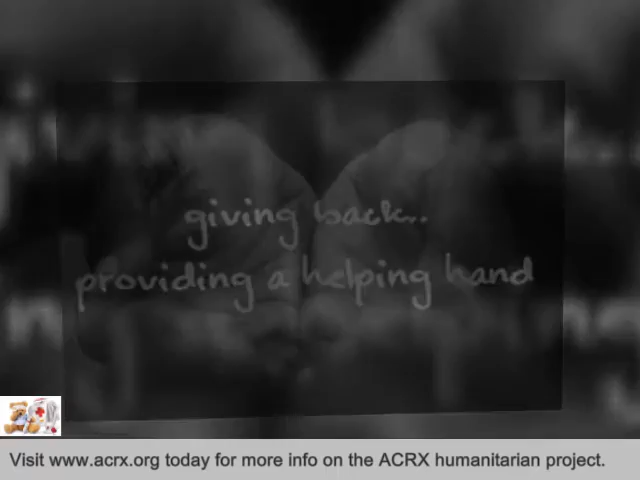 giving back..
providing a helping hand
Visit www.acrx.org today for more info on the ACRX humanitarian project.